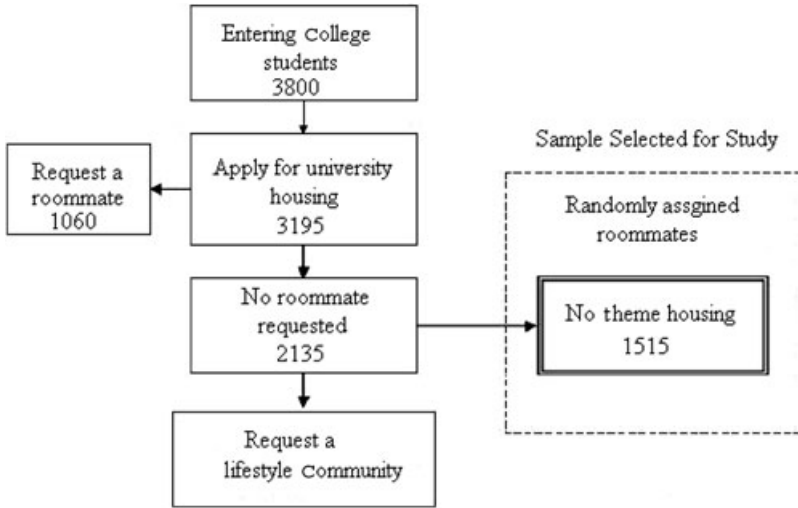 Entering College
students
3800
Request a
roommate
1060
Apply for university
housing
3195
Sample Selected for Study
Randomly assgined
roommates
No roommate
requested
2135
No theme housing
1515
Request a
lifestyle Community